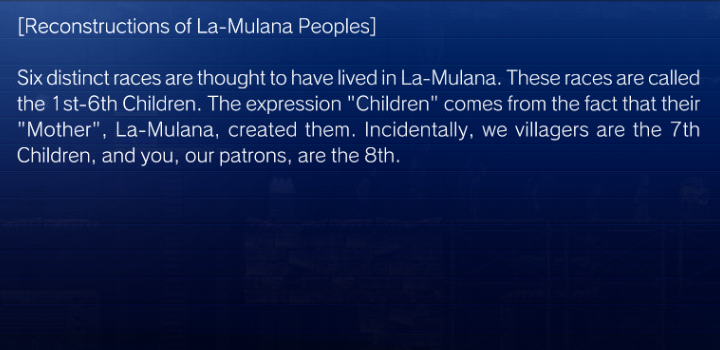 [Reconstructions of La-Mulana Peoples]
Six distinct races are thought to have lived in La-Mulana. These races are called
the 1st-6th Children. The expression "Children" comes from the fact that their
"Mother", La-Mulana, created them. Incidentally, we villagers are the 7th
Children, and you, our patrons, are the 8th.